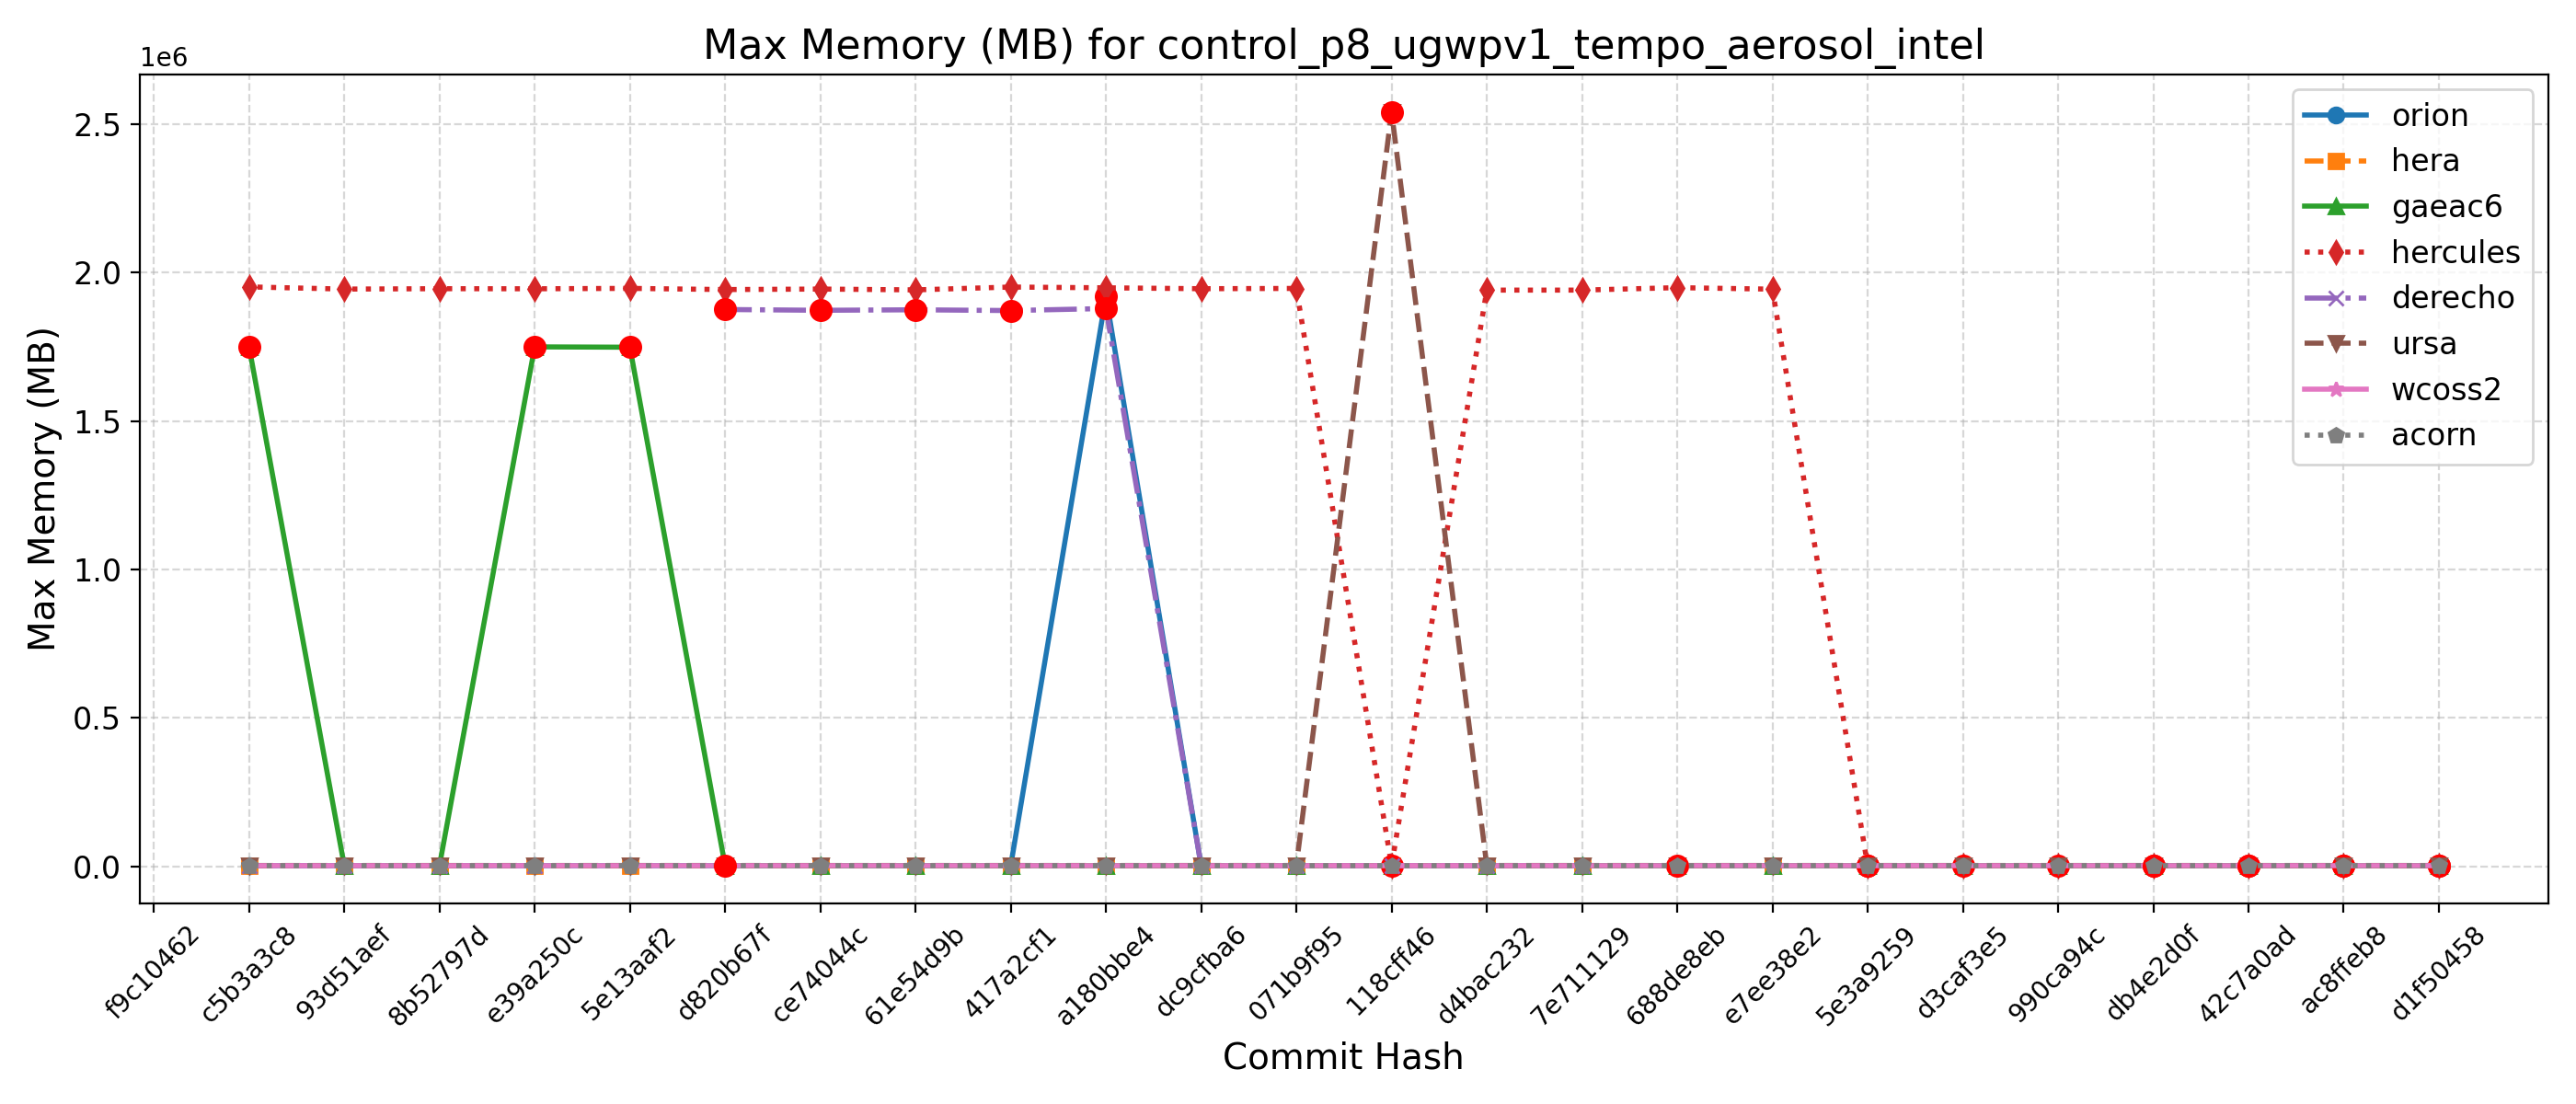 Max Memory (MB) for control_p8_ugwpv1_tempo_aerosol_intel
1e6
2.5
2.0
1.5
1.0
0.5
0.0
Max Memory (MB)
orion
hera
gaeac6
hercules
derecho
ursa
wcoss2
acorn
f9c10462
c5b3a3c8
93d51aef
8b52797d
e39a250c
5e13aaf2
d820b67f
ce74044c
61e54d9b
417a2cf1
a180bbe4
dc9cfba6
071b9f95
118cff46
d4bac232
7e711129
688de8eb
e7ee38e2
5e3a9259
d3caf3e5
990ca94c
db4e2d0f
42c7a0ad
ac8ffeb8
d1f50458
Commit Hash